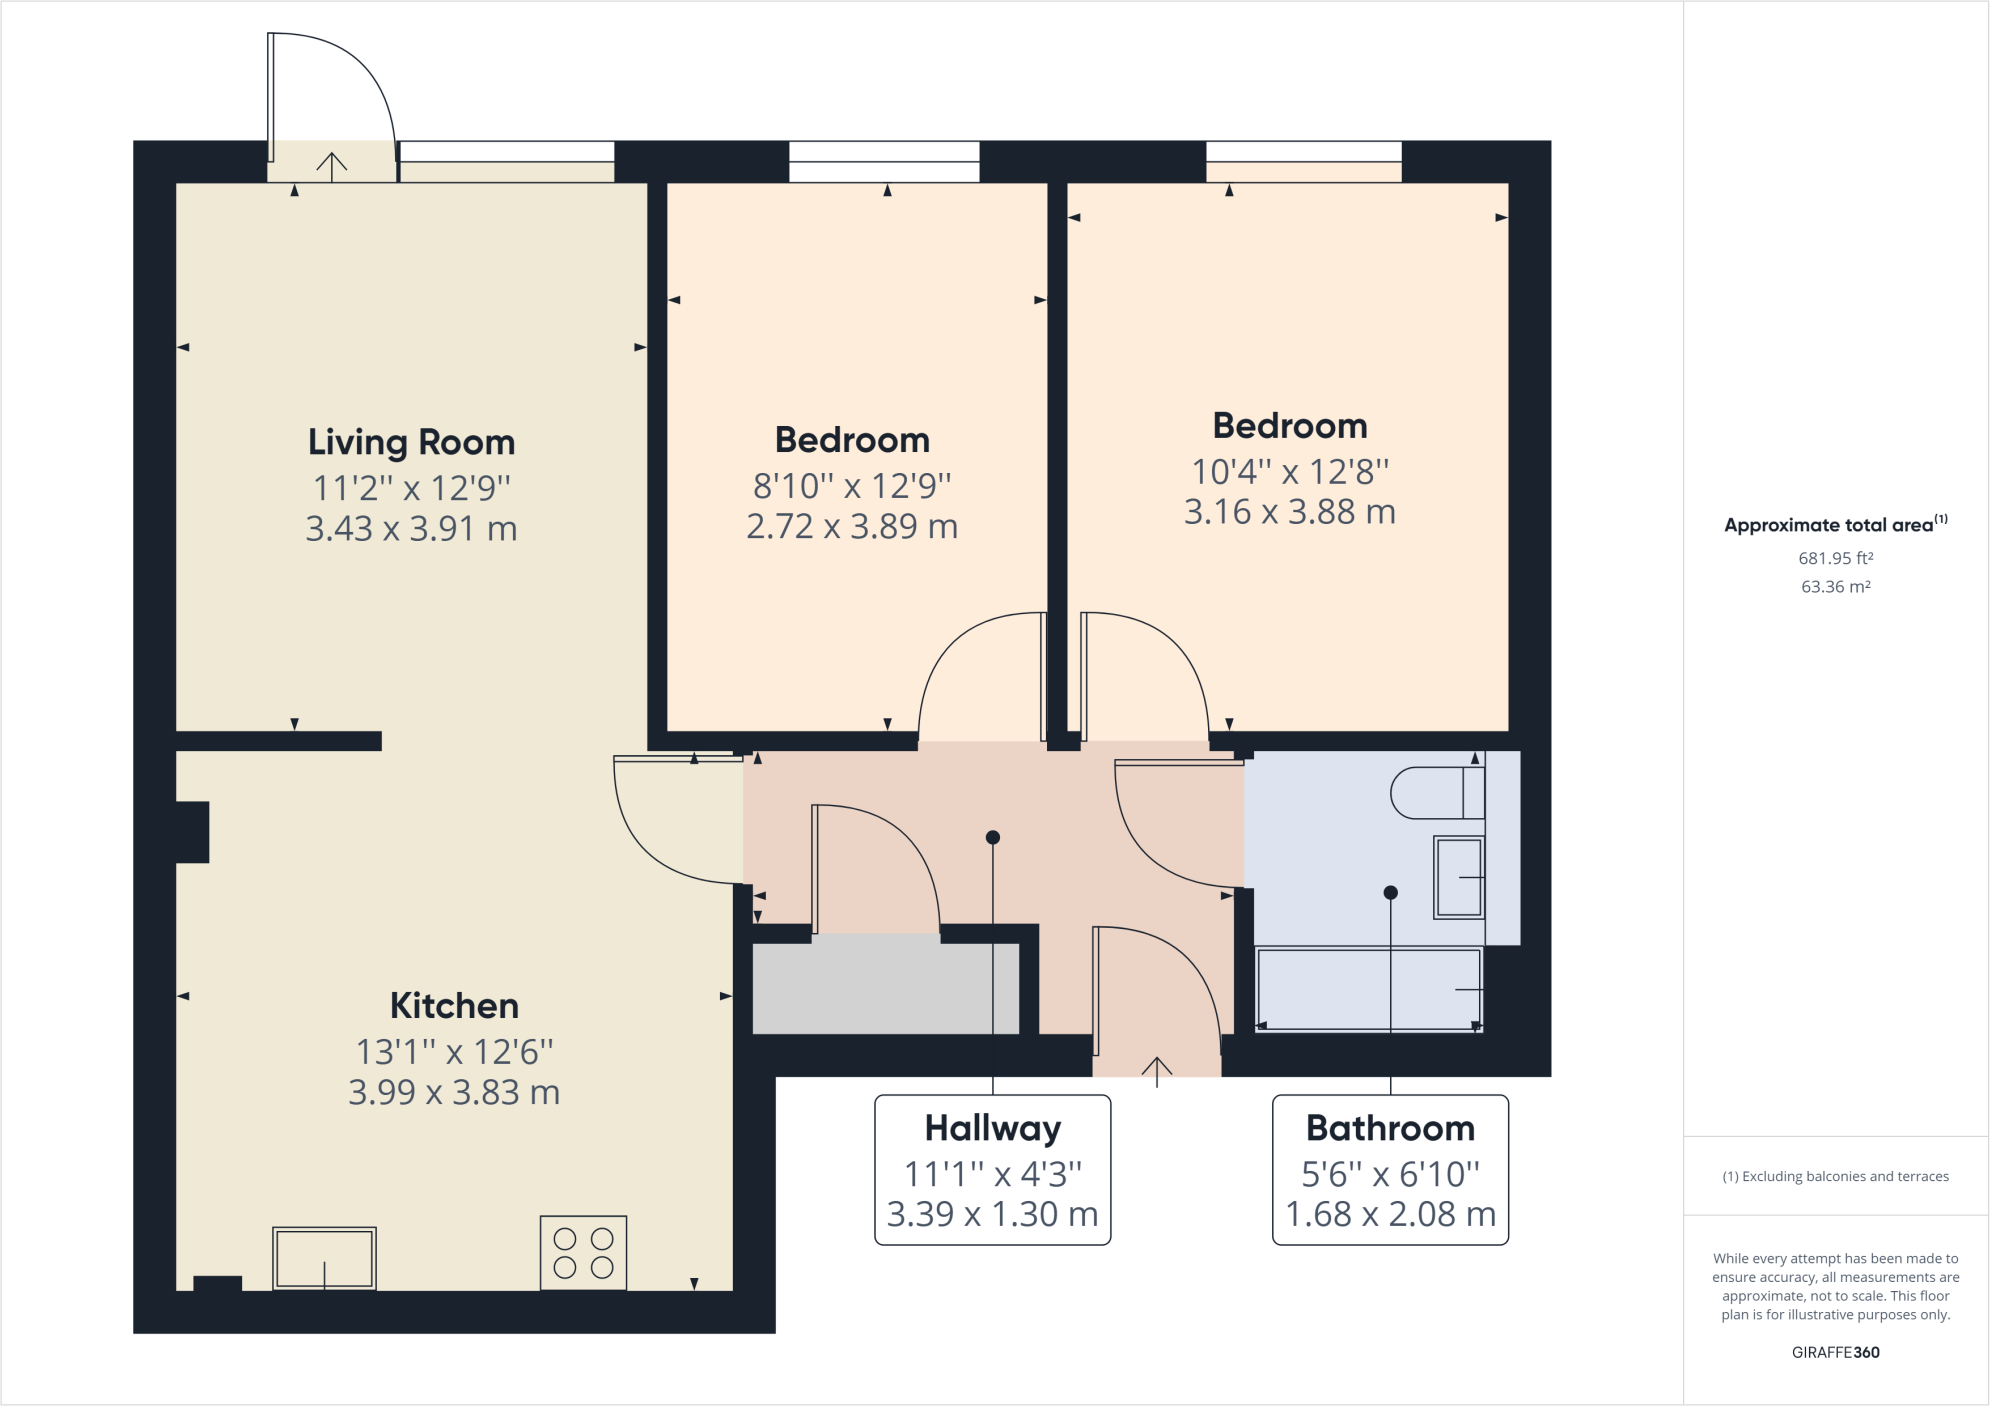 Living Room
11'2'' x 12'9''
3.43 x 3.91 m
Bedroom
8'10'' x 12'9''
2.72 x 3.89 m
Bedroom
10'4'' x 12'8''
3.16 x 3.88 m
Kitchen
13'1'' x 12'6''
3.99 x 3.83 m
Hallway
11'1'' x 4'3''
3.39 x 1.30 m
Bathroom
5'6'' x 6'10''
1.68 x 2.08 m
Approximate total area(1)
681.95 ft²
63.36 m²
(1) Excluding balconies and terraces
While every attempt has been made to
ensure accuracy, all measurements are
approximate, not to scale. This floor
plan is for illustrative purposes only.
GIRAFFE360